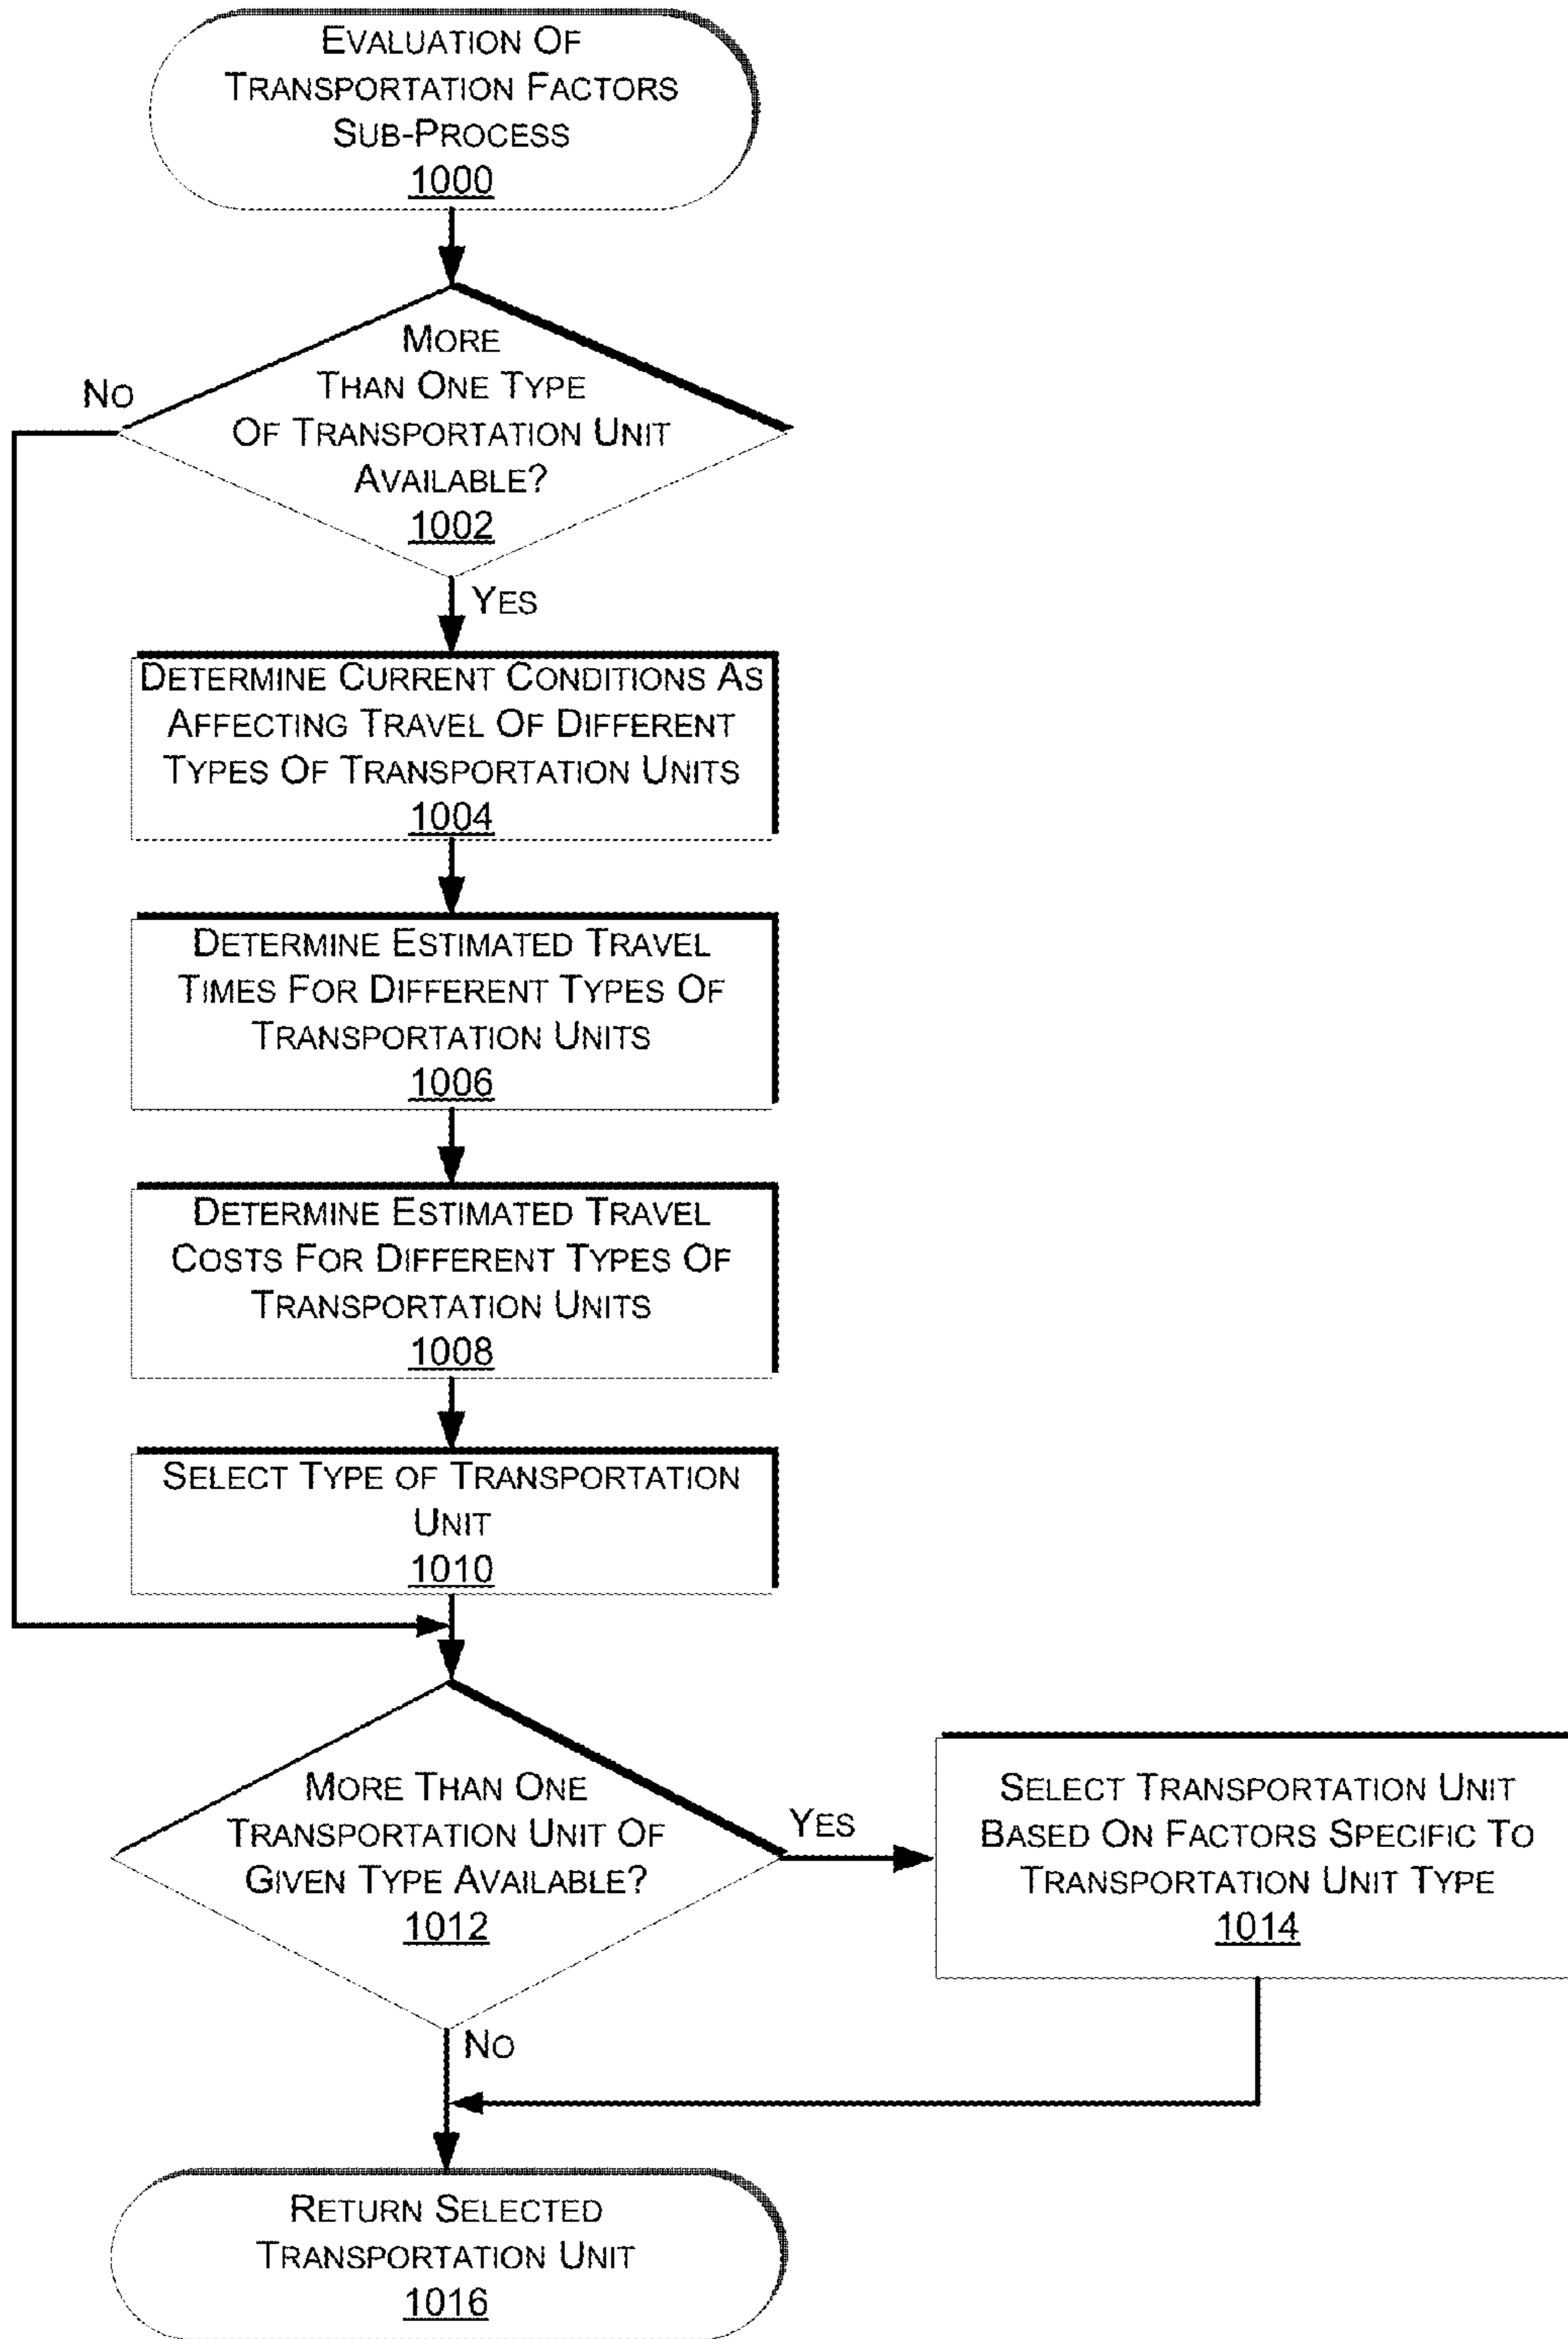 EVALUATION OF
TRANSPORTATION FACTORS
SUB-PROCESS
1000
MORE
THAN ONE TYPE
OF TRANSPORTATION UNIT
AVAILABLE?
1002
NO
YES
DETERMINE CURRENT CONDITIONS AS
AFFECTING TRAVEL OF DIFFERENT
TYPES OF TRANSPORTATION UNITS
1004
DETERMINE ESTIMATED TRAVEL
TIMES FOR DIFFERENT TYPES OF
TRANSPORTATION UNITS
1006
DETERMINE ESTIMATED TRAVEL
COSTS FOR DIFFERENT TYPES OF
TRANSPORTATION UNITS
1008
SELECT TYPE OF TRANSPORTATION
UNIT
1010
MORE THAN ONE
TRANSPORTATION UNIT OF
GIVEN TYPE AVAILABLE?
1012
YES
SELECT TRANSPORTATION UNIT
BASED ON FACTORS SPECIFIC TO
TRANSPORTATION UNIT TYPE
1014
NO
RETURN SELECTED
TRANSPORTATION UNIT
1016